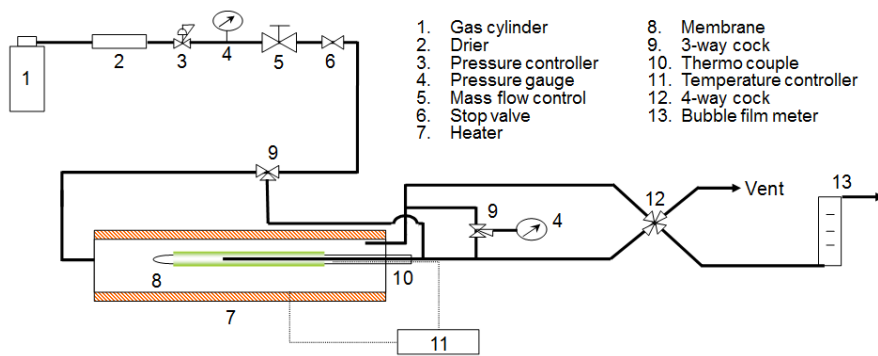 1. Gas cylinder
2. Drier
3. Pressure controller
4. Pressure gauge
5. Mass flow control
6. Stop valve
7. Heater
8. Membrane
9. 3-way cock
10. Thermo couple
11. Temperature controller
12. 4-way cock
13. Bubble film meter
1
2
3
4
5
6
9
9
4
12
Vent
13
8
10
7
11